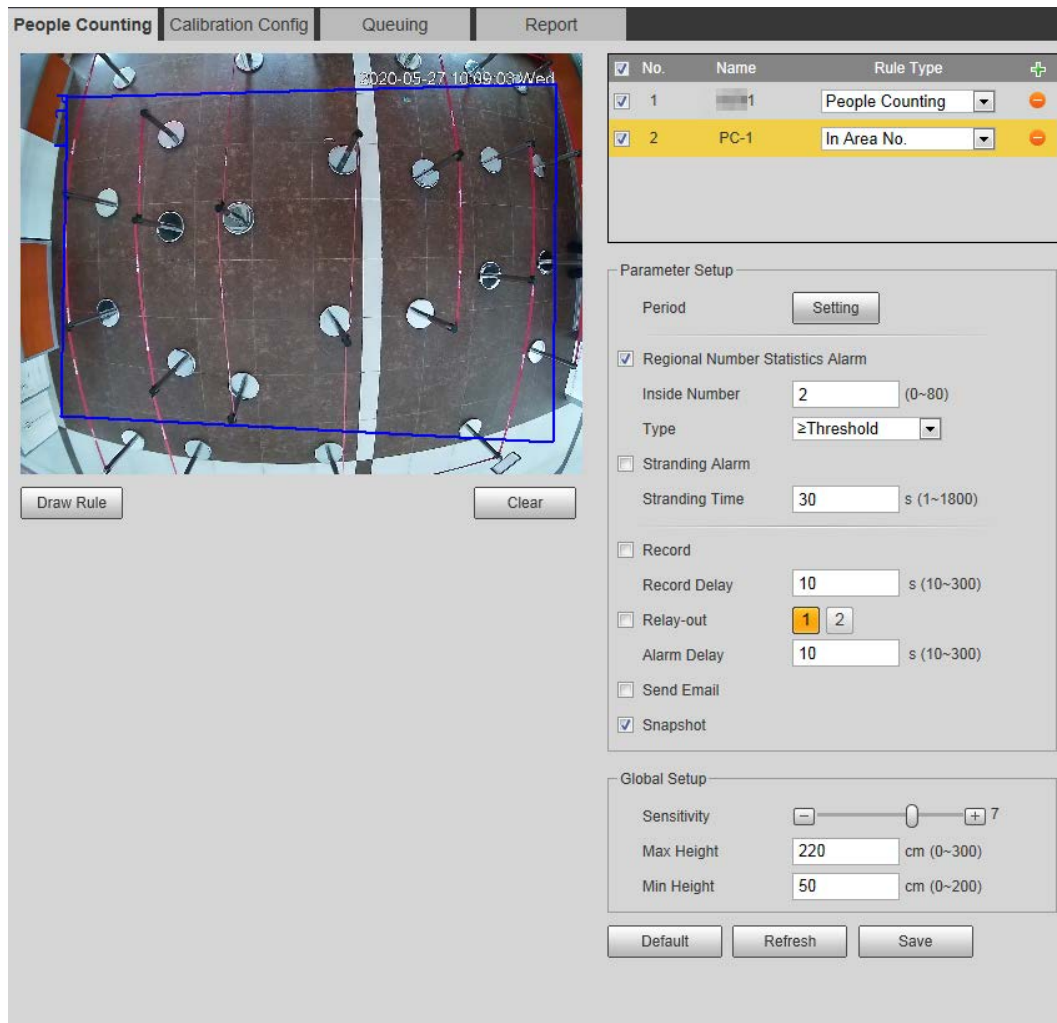 People Counting Calibration Config Queuing Report
2020-05-27 10:09:03 Wed
No. Name Rule Type
1 1 People Counting
2 PC-1 In Area No.
Parameter Setup
Period Setting
Regional Number Statistics Alarm
Inside Number 2 (0~80)
Type ≥Threshold
Stranding Alarm
Stranding Time 30 s (1~1800)
Record
Record Delay 10 s (10~300)
Relay-out 1 2
Alarm Delay 10 s (10~300)
Send Email
Snapshot
Draw Rule Clear
Global Setup
Sensitivity 7
Max Height 220 cm (0~300)
Min Height 50 cm (0~200)
Default Refresh Save